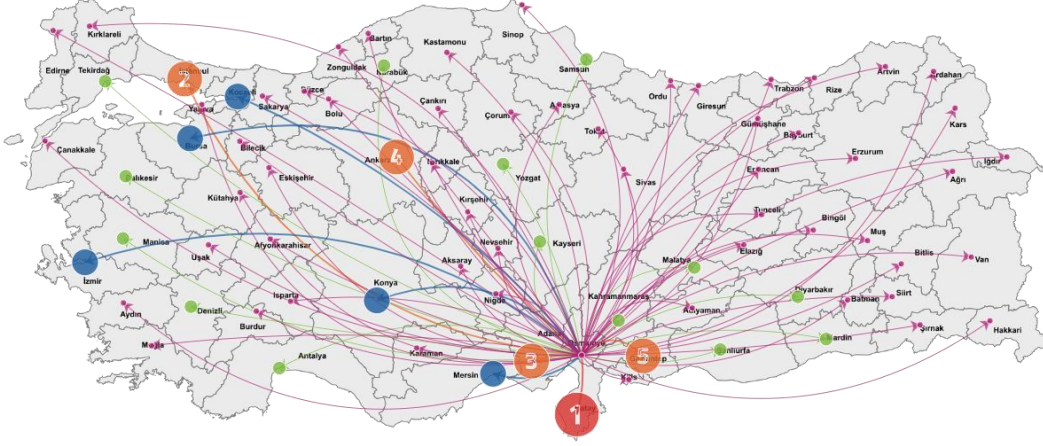 Kırklareli
Bartın
Kastamonu
Sinop
Zonguldak
Karabük
Edirne
Tekirdağ
2
Samsun
Artvin
Ardahan
Trabzon
Rize
Düzce
Ordu
Giresun
Sakarya
Yalova
Bolu
Çankırı
Çorum
Amasya
Kars
Tokat
Gümüşhane
Bayburt
Çanakkale
Bursa
Bilecik
4
Ankara
Kırıkkale
Erzurum
Iğdır
Eskişehir
Yozgat
Sivas
Erzincan
Ağrı
Balıkesir
Kütahya
Kırşehir
Tunceli
Bingöl
Manisa
Afyonkarahisar
Nevşehir
Kayseri
Muş
Uşak
Aksaray
Malatya
Elazığ
Bitlis
Van
İzmir
Konya
Isparta
Niğde
Kahramanmaraş
Diyarbakır
Batman
Siirt
Aydın
Denizli
Burdur
Adıyaman
Şırnak
Hakkari
Muğla
Adana
Osmaniye
Mardin
Antalya
Karaman
3
5
Gaziantep
Şanlıurfa
Mersin
Kilis
1
Hatay